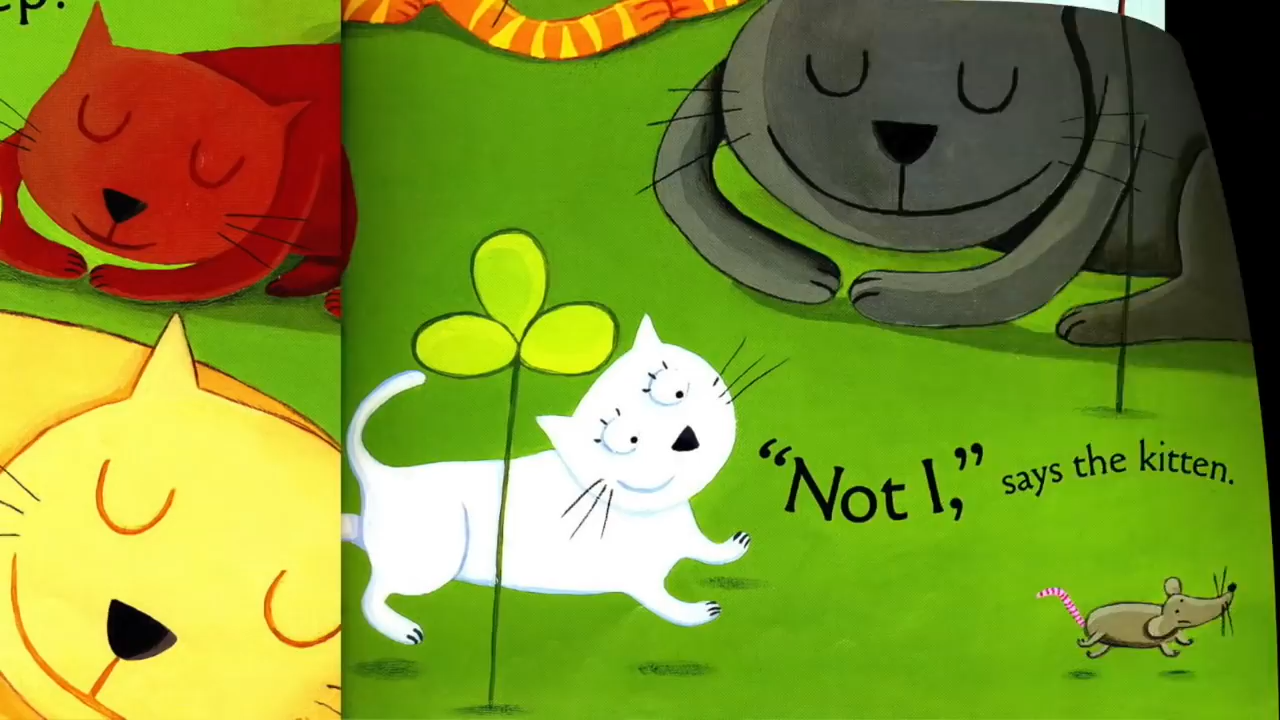 “Not I,” says the kitten.